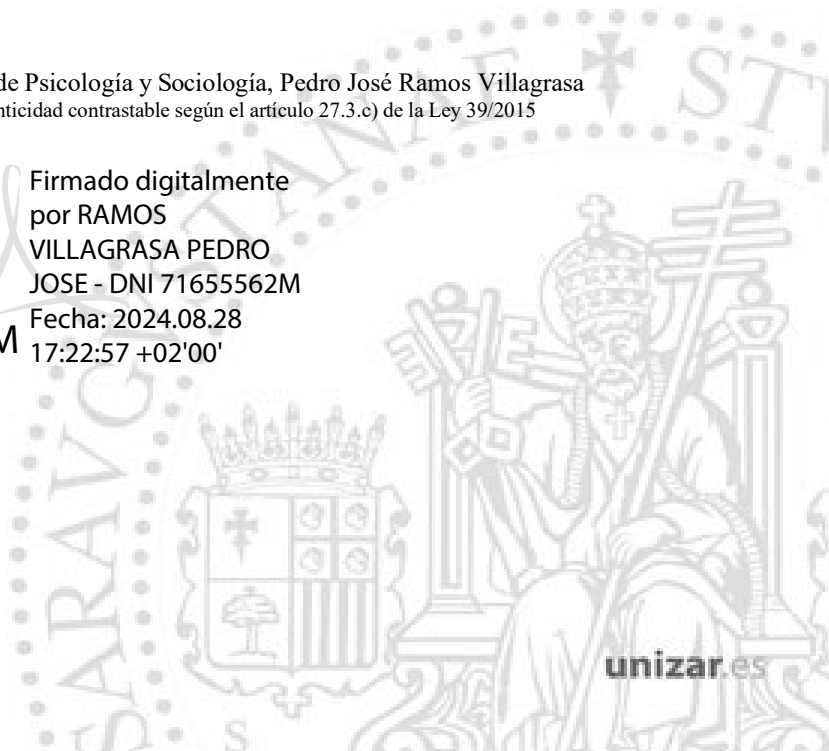 de Psicología y Sociología, Pedro José Ramos Villagrasa
nticidad contrastable según el artículo 27.3.c) de la Ley 39/2015
Firmado digitalmente
por RAMOS
VILLAGRASA PEDRO
JOSE - DNI 71655562M
Fecha: 2024.08.28
M 17:22:57 +02'00'
unizar.es